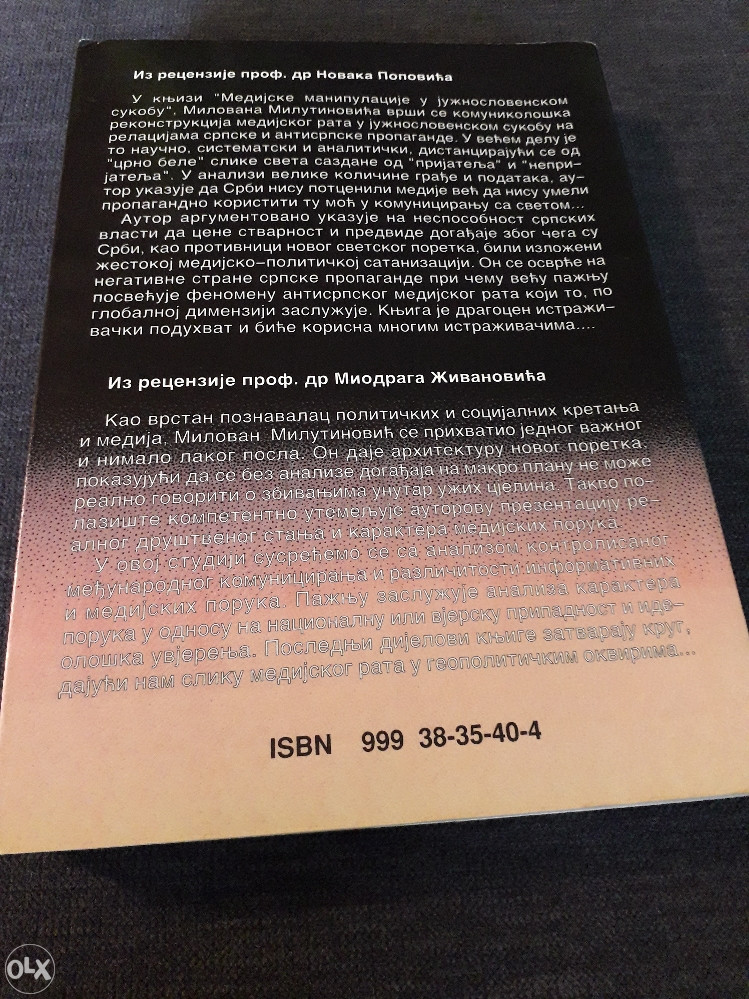 Из рецензије проф. др Новака Поповића
У књизи "Медијске манипулације у јужнословенском
сукобу", Милована Милутиновића врши се комуниколошка
реконструкција медијског рата у јужнословенском сукобу на
релацијама српске и антисрпске пропаганде. У већем делу је
то научно, систематски и аналитички, дистанцирајући се од
"црно беле" слике света саздане од "пријатеља" и "непри-
јатеља". У анализи велике количине грађе и података, ау-
тор указује да Срби нису потценили медије већ да нису умели
пропагандно користити ту моћ у комуницирању са светом...
Аутор аргументовано указује на неспособност српских
власти да цене стварност и предвиде догађаје због чега су
Срби, као противници новог светског поретка, били изложени
жестокој медијско-политичкој сатанизацији. Он се осврће на
негативне стране српске пропаганде при чему већу пажњу
посвећује феномену антисрпског медијског рата који то, по
глобалној димензији заслужује. Књига је драгоцен истражи-
вачки подухват и биће корисна многим истраживачима....
Из рецензије проф. др Миодрага Живановића
Као врстан познавалац политичких и социјалних кретања
и медија, Милован Милутиновић се прихватио једног важног
и нимало лаког посла. Он даје архитектуру новог поретка,
показујући да се без анализе догађаја на макро плану не може
реално говорити о збивањима унутар ужих цјелина. Такво по-
лазиште компетентно утемељује ауторову презентацију ре-
алног друштвеног стања и карактера медијских порука.
У овој студији сусрећемо се са анализом контрописаног
међународног комуницирања и различитости информативних
и медијских порука. Пажњу заслужује анализа карактера
порука у односу на националну или вјерску припадност и иде-
олошка увјерења. Последњи дијелови књиге затварају круг,
дајући нам слику медијског рата у геополитичким оквирима...
ISBN 999 38-35-40-4
OLX